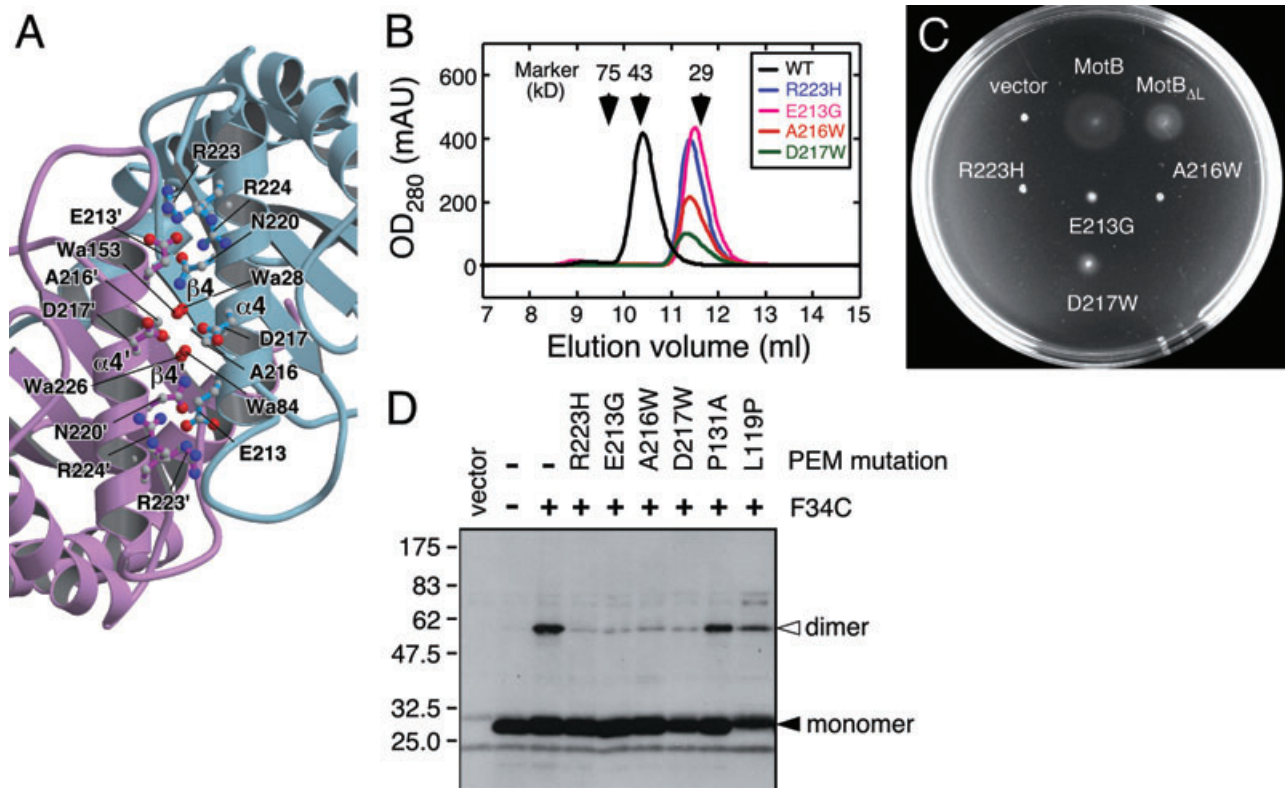 A
R223
R224
E213'
N220
Wa153
β4
Wa28
A216'
α4
D217'
D217
α4'
A216
β4'
Wa226
Wa84
N220'
E213
R224'
R223'
B
OD280 (mAU)
600
400
200
0
Marker 75 43 29
(kD)
WT
R223H
E213G
A216W
D217W
7 8 9 10 11 12 13 14 15
Elution volume (ml)
C
MotB
vector
MotBΔL
R223H
A216W
E213G
D217W
D
vector - - R223H E213G A216W D217W P131A L119P PEM mutation
- + + + + + + + F34C
175
83
62
47.5
32.5
25.0
dimer
monomer